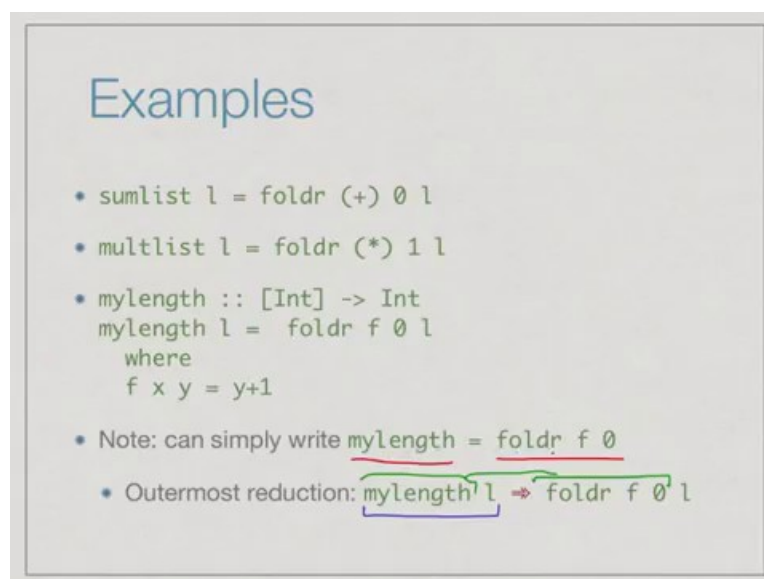 Examples
• sumlist l = foldr (+) 0 l
• multlist l = foldr (*) 1 l
• mylength :: [Int] -> Int
mylength l = foldr f 0 l
where
f x y = y+1
• Note: can simply write mylength = foldr f 0
• Outermost reduction: mylength l ⇒ foldr f 0 l